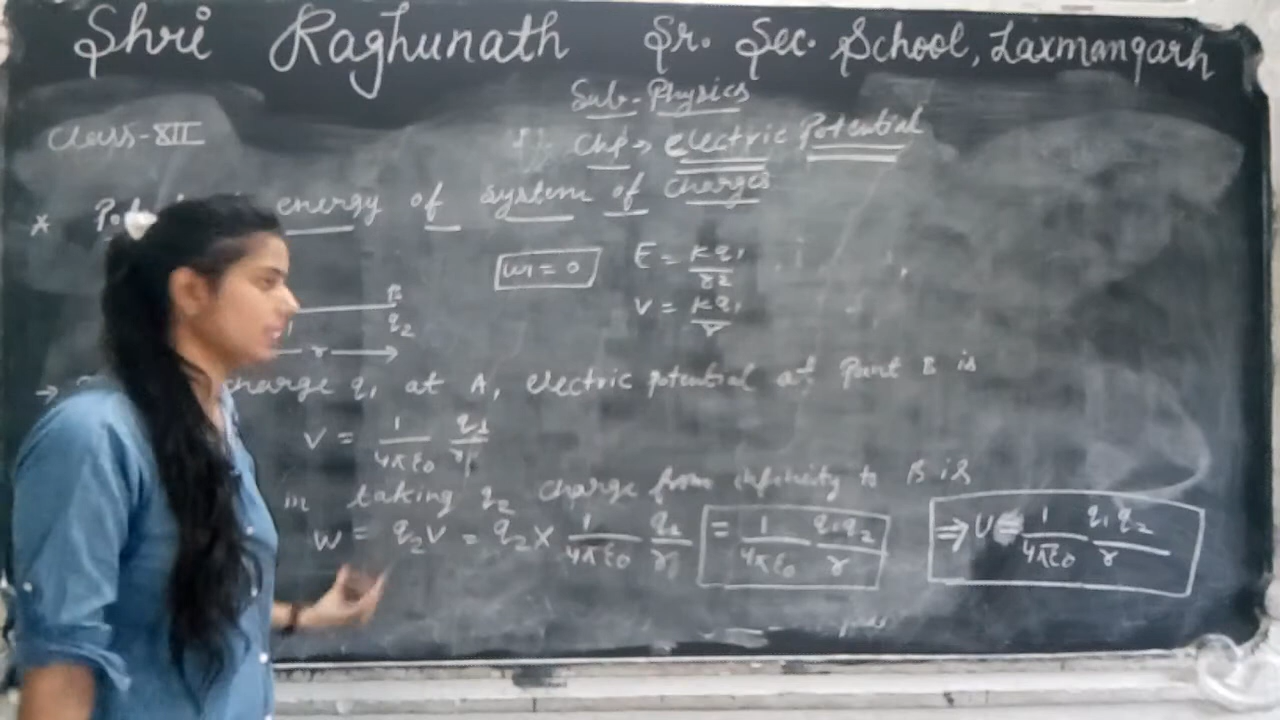 Shri Raghunath Sr. Sec. School, Laxmangarh
Sub-Physics
Class-XII
Chp → electric Potential
* energy of system of charges
W1 = 0
E = Kq1/r2
V = Kq1/r
B
q2
r
→ charge q1 at A, electric potential at Point B is
V = 1/4πε0 q1/r
in taking q2 charge from infinity to B is
W = q2V = q2 × 1/4πε0 q1/r = 1/4πε0 q1q2/r ⇒ U = 1/4πε0 q1q2/r